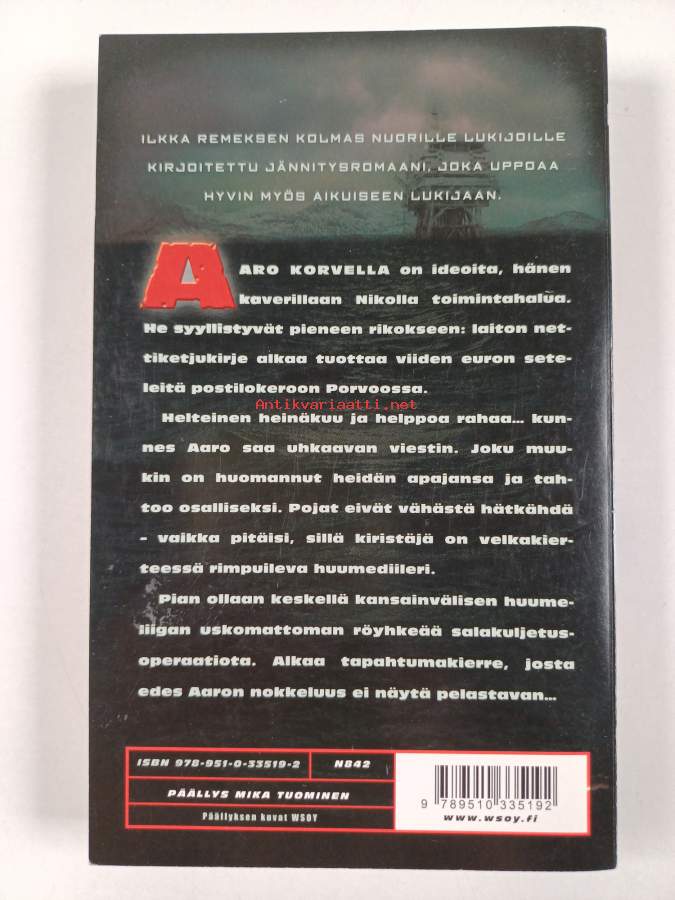 ILKKA REMEKSEN KOLMAS NUORILLE LUKIJOILLE
KIRJOITETTU JÄNNITYSROMAANI, JOKA UPPOAA
HYVIN MYÖS AIKUISEEN LUKIJAAN.
AARO KORVELLA on ideoita, hänen
kaverillaan Nikolla toimintahalua.
He syyllistyvät pieneen rikokseen: laiton net-
tiketjukirje alkaa tuottaa viiden euron sete-
leitä postilokeroon Porvoossa.
Antikvariaatti.net
Helteinen heinäkuu ja helppoa rahaa... kun-
nes Aaro saa uhkaavan viestin. Joku muu-
kin on huomannut heidän apajansa ja tah-
too osalliseksi. Pojat eivät vähästä hätkähdä
– vaikka pitäisi, sillä kiristäjä on velkakier-
teessä rimpuileva huumediileri.
Pian ollaan keskellä kansainvälisen huume-
liigan uskomattoman röyhkeää salakuljetus-
operaatiota. Alkaa tapahtumakierre, josta
edes Aaron nokkeluus ei näytä pelastavan...
ISBN 978-951-0-33519-2 N842
PÄÄLLYS MIKA TUOMINEN
Päällyksen kuvat WSOY
9 789510 335192
www.wsoy.fi